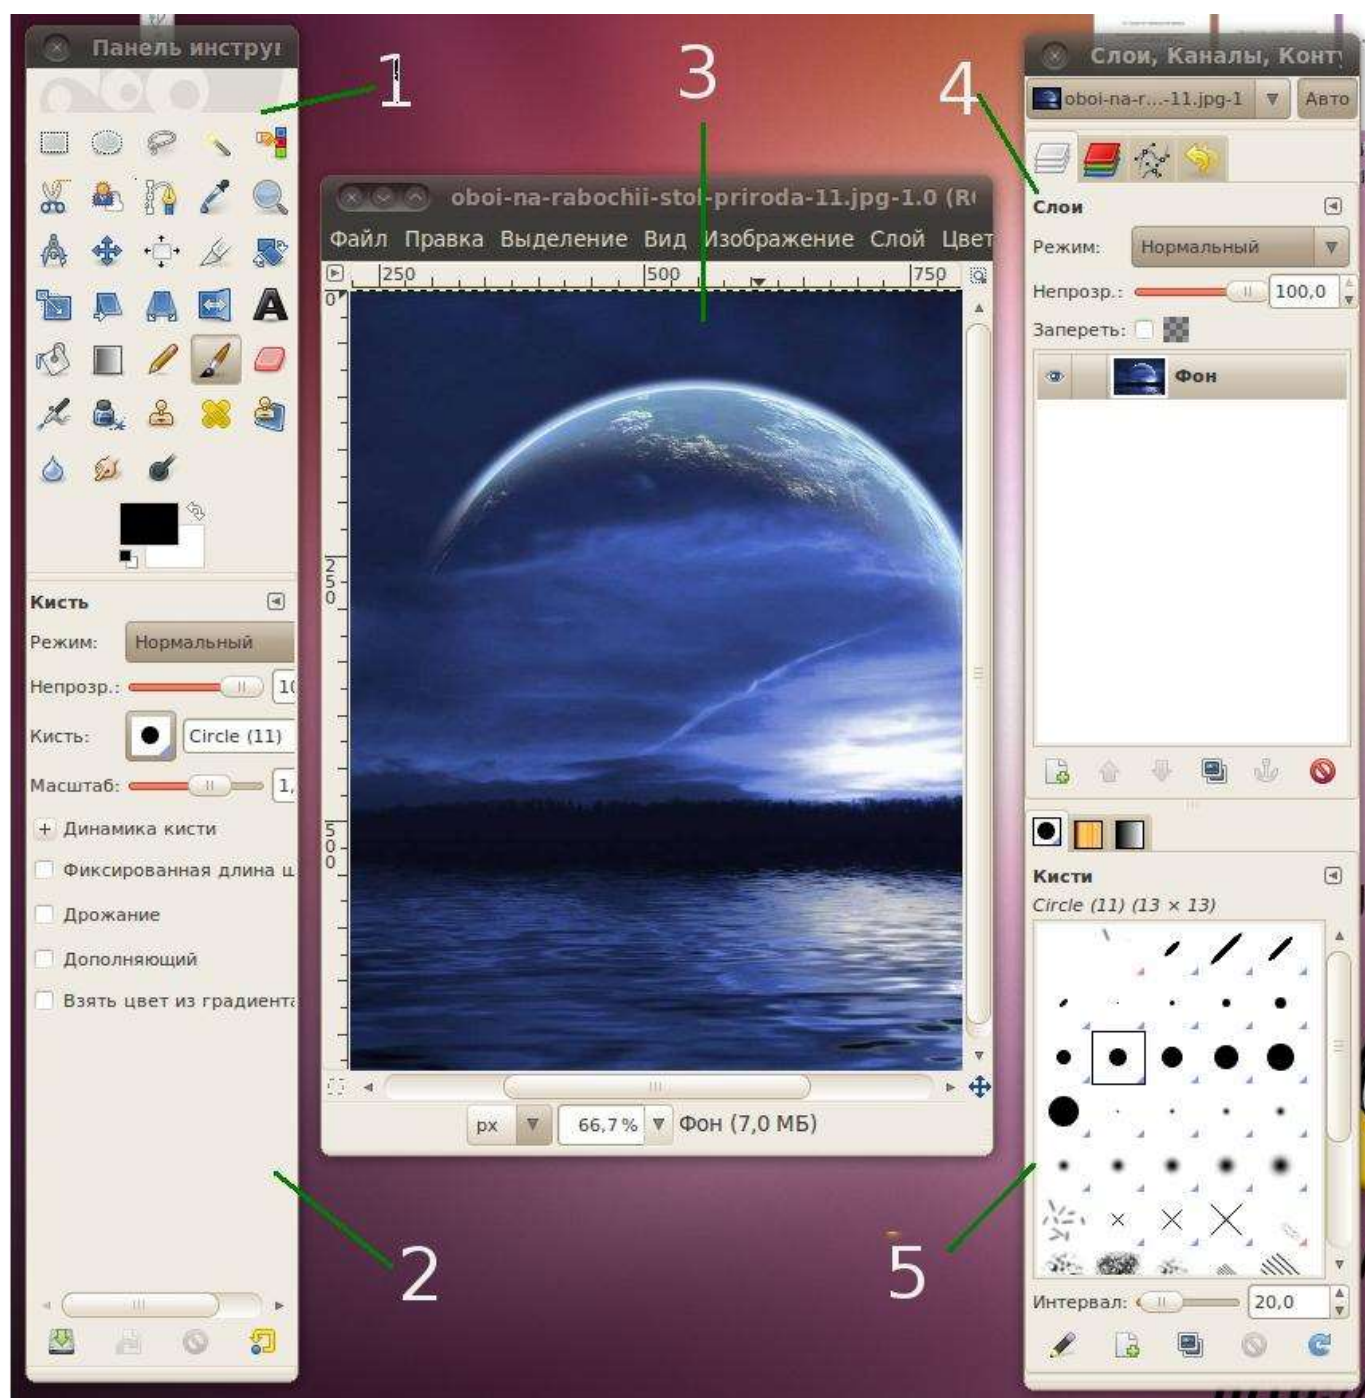 Панель инструг
1
3
4
Слои, Каналы, Конт
oboi-na-r...-11.jpg-1
Авто
oboi-na-rabochii-stol-priroda-11.jpg-1.0 (R
Файл Правка Выделение Вид Изображение Слой Цвет
250 500 750
0
250
500
Слои
Режим: Нормальный
Непрозр.: 100,0
Запереть:
Фон
Кисть
Режим: Нормальный
Непрозр.: 10
Кисть: Circle (11)
Масштаб: 1,
+ Динамика кисти
Фиксированная длина ш
Дрожание
Дополняющий
Взять цвет из градиента
Кисти
Circle (11) (13 × 13)
px 66,7% Фон (7,0 МБ)
2
5
Интервал: 20,0